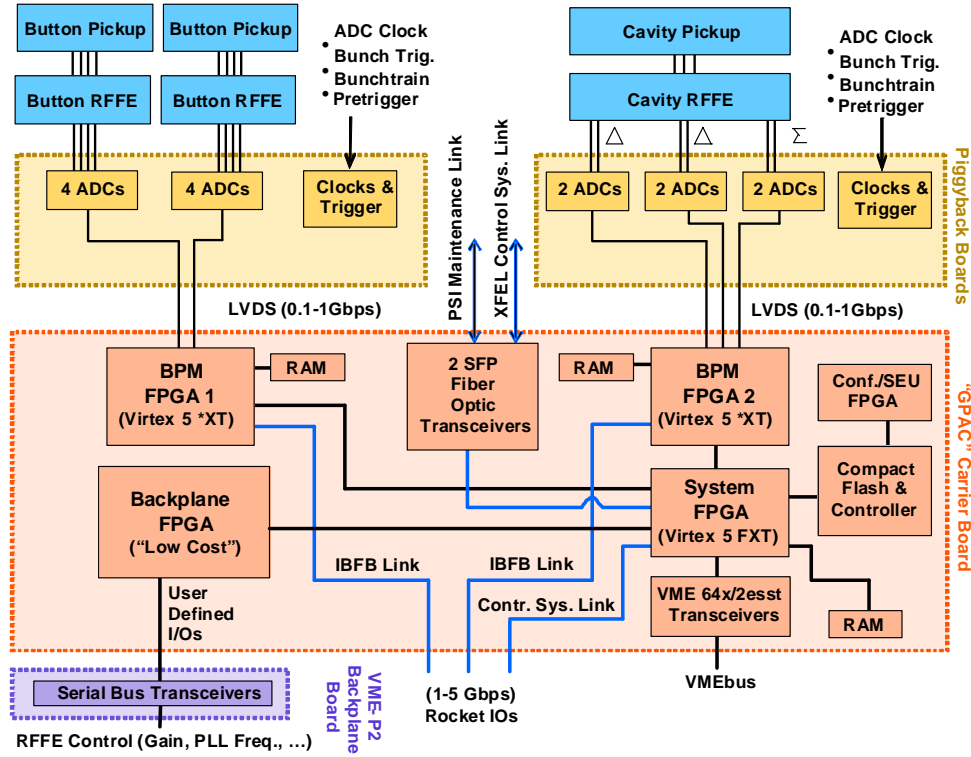 Button Pickup
Button Pickup
Button RFFE
Button RFFE
ADC Clock
• Bunch Trig.
• Bunchtrain
• Pretrigger
Cavity Pickup
Cavity RFFE
ADC Clock
• Bunch Trig.
• Bunchtrain
• Pretrigger
Δ
Δ
Σ
4 ADCs
4 ADCs
Clocks &
Trigger
2 ADCs
2 ADCs
2 ADCs
Clocks &
Trigger
Piggyback Boards
PSI Maintenance Link
XFEL Control Sys. Link
LVDS (0.1-1Gbps)
LVDS (0.1-1Gbps)
BPM
FPGA 1
(Virtex 5 *XT)
RAM
2 SFP
Fiber
Optic
Transceivers
RAM
BPM
FPGA 2
(Virtex 5 *XT)
Conf./SEU
FPGA
"GPAC" Carrier Board
Backplane
FPGA
(“Low Cost”)
System
FPGA
(Virtex 5 FXT)
Compact
Flash &
Controller
IBFB Link
IBFB Link
Contr. Sys. Link
VME 64x/2esst
Transceivers
RAM
User
Defined
I/Os
Serial Bus Transceivers
VME- P2
Backplane
Board
(1-5 Gbps)
Rocket IOs
VMEbus
RFFE Control (Gain, PLL Freq., …)